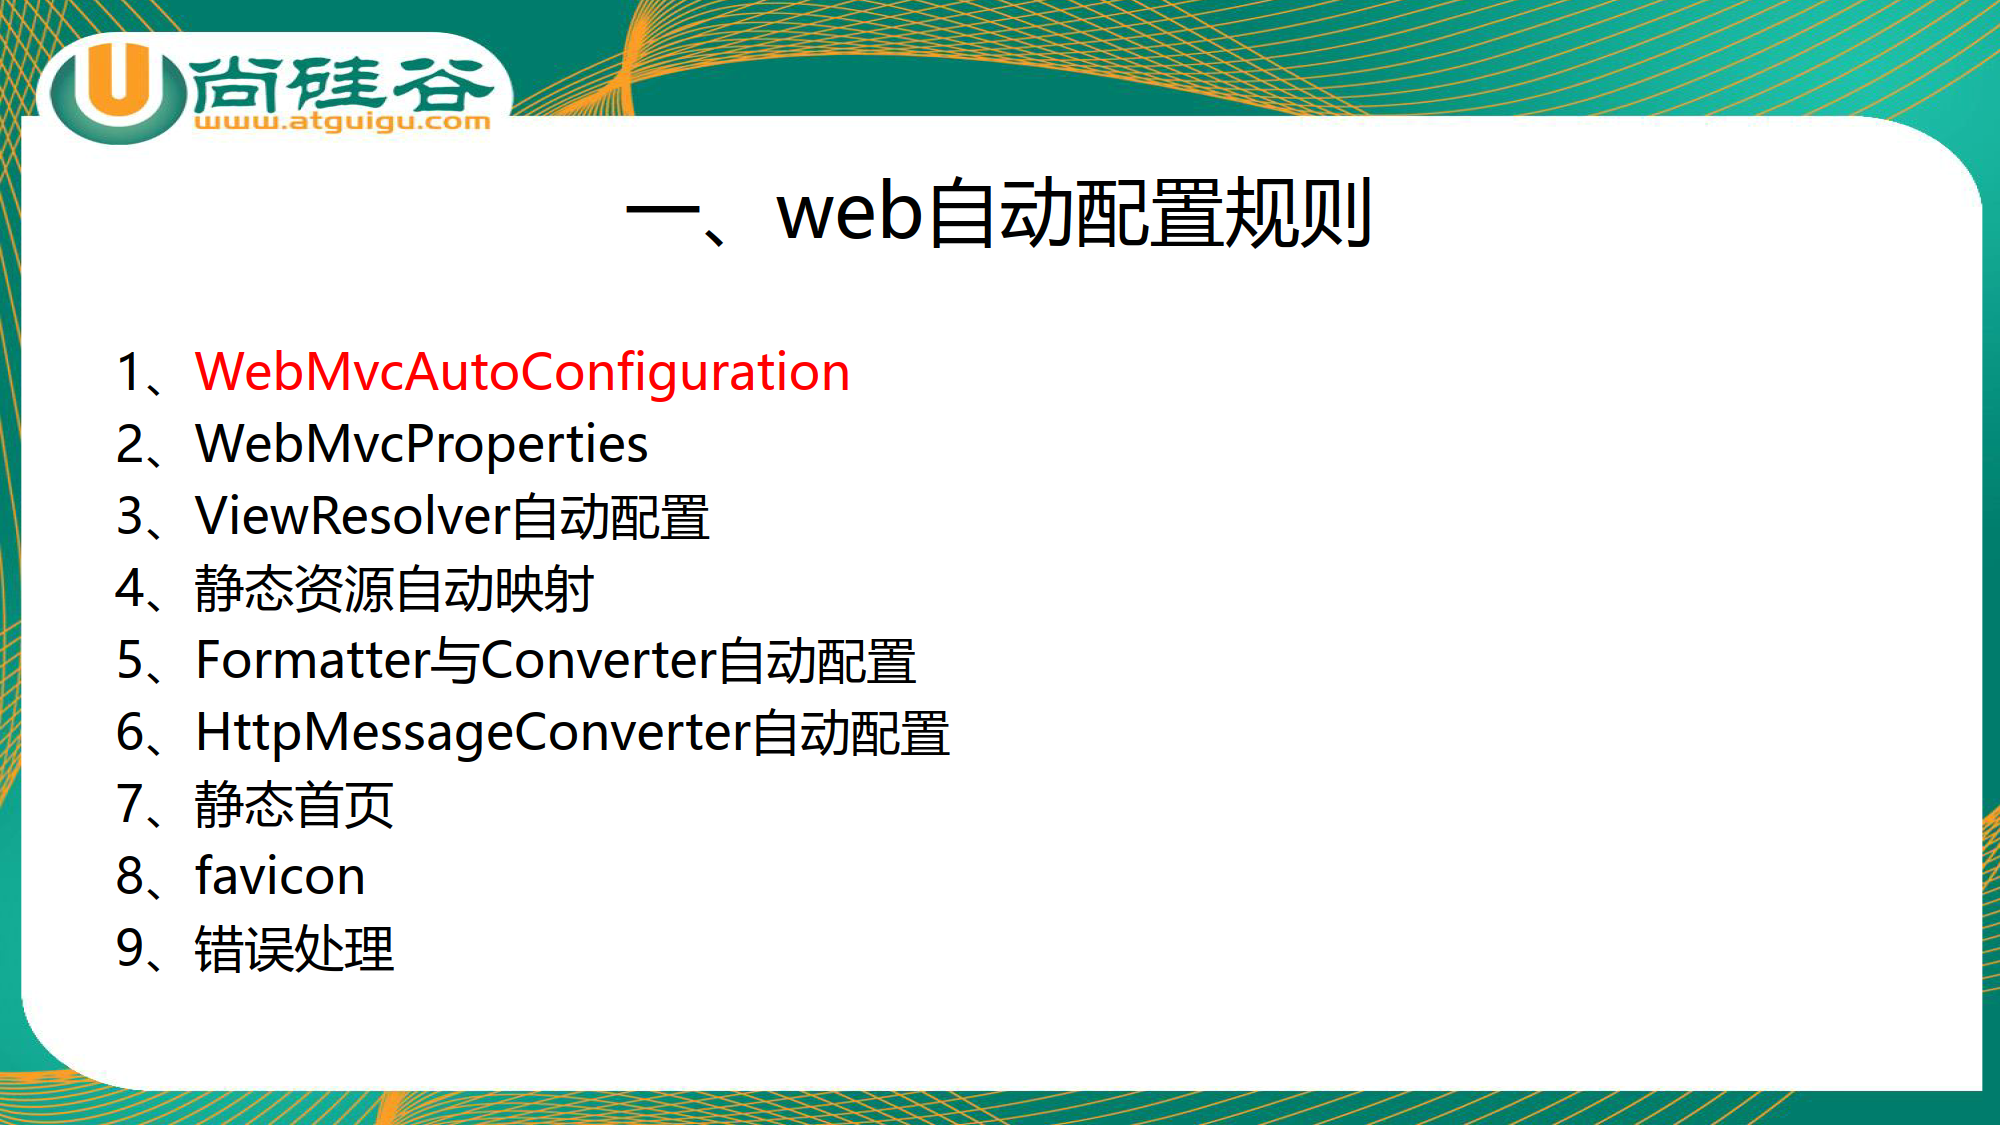 尚硅谷
www.atguigu.com
一、web自动配置规则
1、WebMvcAutoConfiguration
2、WebMvcProperties
3、ViewResolver自动配置
4、静态资源自动映射
5、Formatter与Converter自动配置
6、HttpMessageConverter自动配置
7、静态首页
8、favicon
9、错误处理